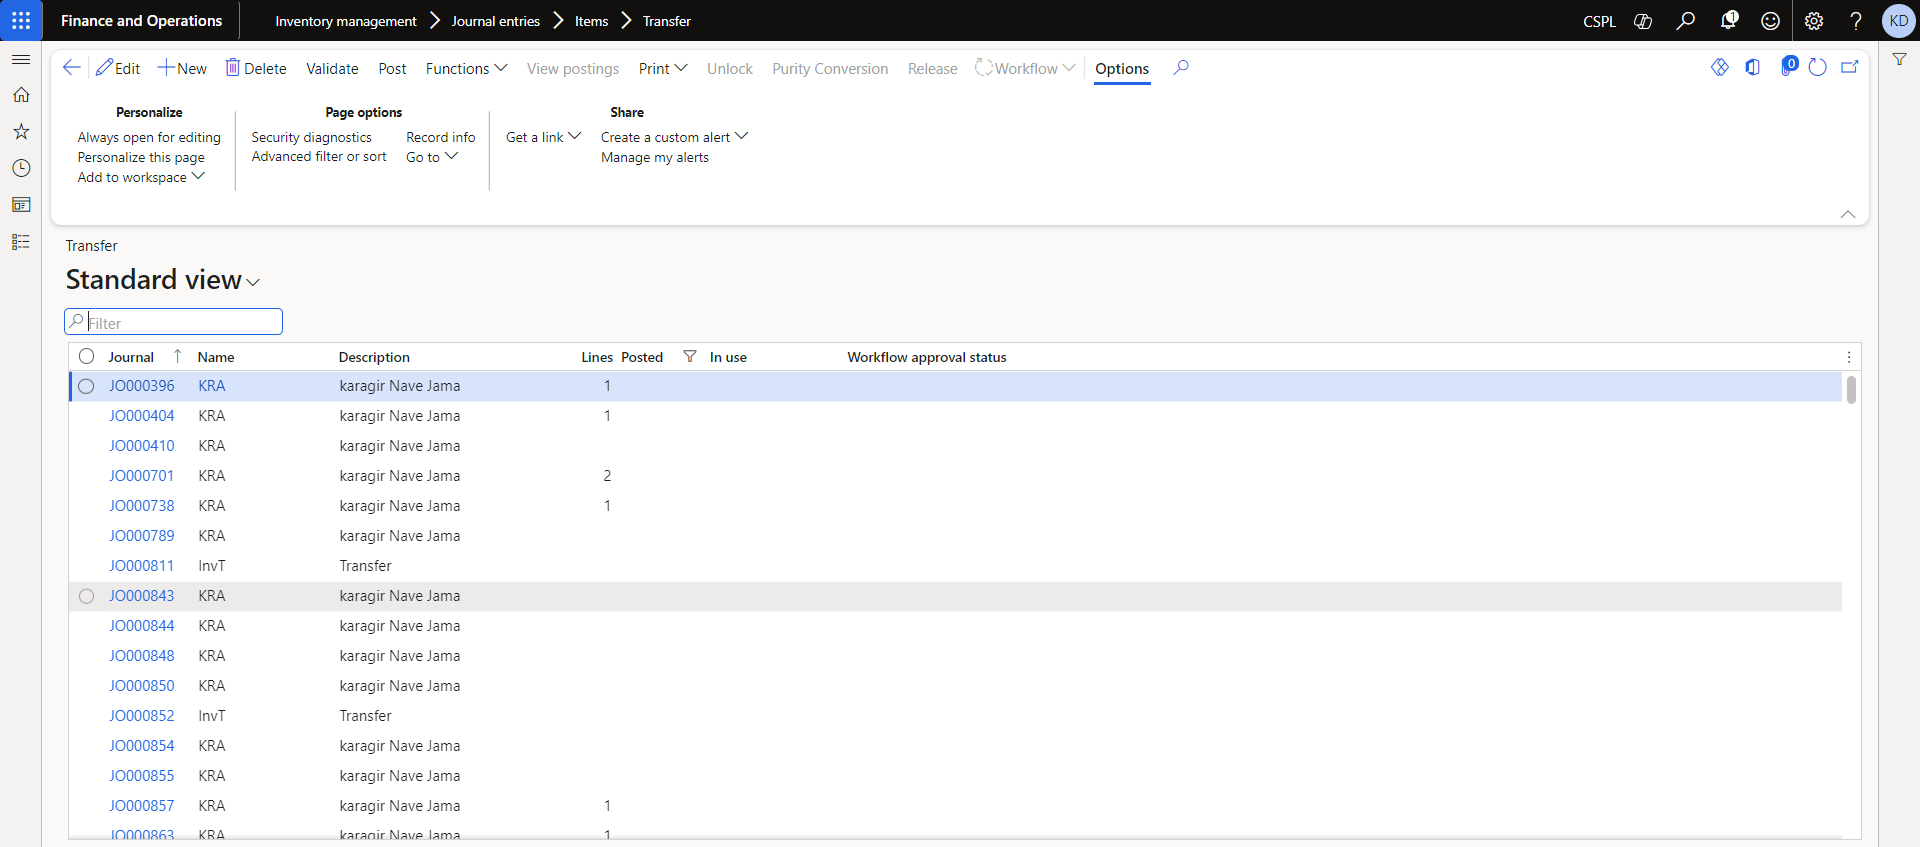 Finance and Operations Inventory management Journal entries Items Transfer CSPL 1 KD
Edit New Delete Validate Post Functions View postings Print Unlock Purity Conversion Release Workflow Options 0
Personalize Page options Share
Always open for editing Security diagnostics Record info Get a link Create a custom alert
Personalize this page Advanced filter or sort Go to Manage my alerts
Add to workspace
Transfer
Standard view
Filter
Journal Name Description Lines Posted In use Workflow approval status
JO000396 KRA karagir Nave Jama 1
JO000404 KRA karagir Nave Jama 1
JO000410 KRA karagir Nave Jama
JO000701 KRA karagir Nave Jama 2
JO000738 KRA karagir Nave Jama 1
JO000789 KRA karagir Nave Jama
JO000811 InvT Transfer
JO000843 KRA karagir Nave Jama
JO000844 KRA karagir Nave Jama
JO000848 KRA karagir Nave Jama
JO000850 KRA karagir Nave Jama
JO000852 InvT Transfer
JO000854 KRA karagir Nave Jama
JO000855 KRA karagir Nave Jama
JO000857 KRA karagir Nave Jama 1
JO000863 KRA karagir Nave Jama 1